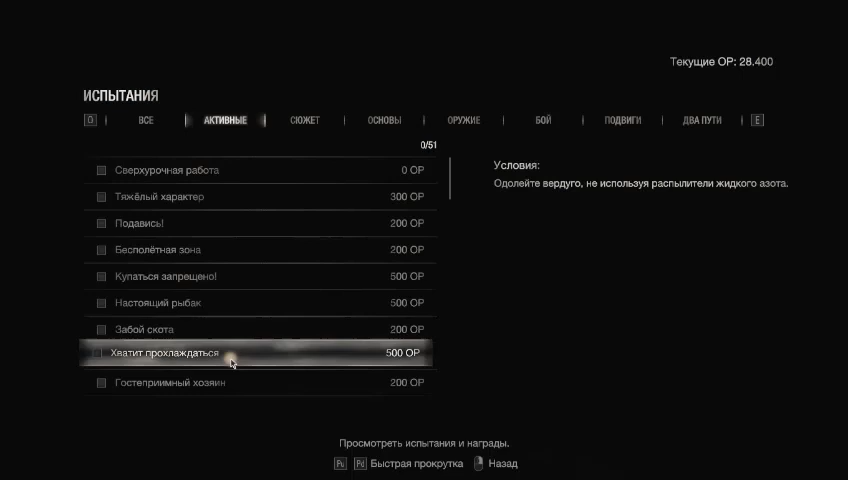 Текущие ОР: 28.400
ИСПЫТАНИЯ
Q ВСЕ АКТИВНЫЕ СЮЖЕТ ОСНОВЫ ОРУЖИЕ БОЙ ПОДВИГИ ДВА ПУТИ E
0/51
Сверхурочная работа 0 ОР
Тяжёлый характер 300 ОР
Подавись! 200 ОР
Бесполётная зона 200 ОР
Купаться запрещено! 500 ОР
Настоящий рыбак 500 ОР
Забой скота 200 ОР
Хватит прохлаждаться 500 ОР
Гостеприимный хозяин 200 ОР
Условия:
Одолейте вердуго, не используя распылители жидкого азота.
Просмотреть испытания и награды.
Pu Pd Быстрая прокрутка Назад